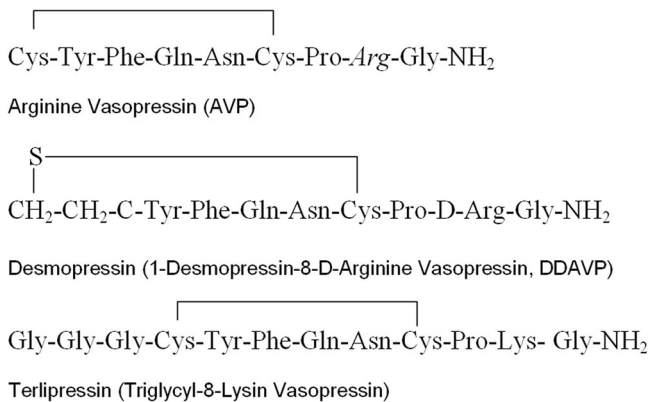 Cys-Tyr-Phe-Gln-Asn-Cys-Pro-Arg-Gly-NH₂
Arginine Vasopressin (AVP)
S
CH₂-CH₂-C-Tyr-Phe-Gln-Asn-Cys-Pro-D-Arg-Gly-NH₂
Desmopressin (1-Desmopressin-8-D-Arginine Vasopressin, DDAVP)
Gly-Gly-Gly-Cys-Tyr-Phe-Gln-Asn-Cys-Pro-Lys- Gly-NH₂
Terlipressin (Triglycyl-8-Lysin Vasopressin)